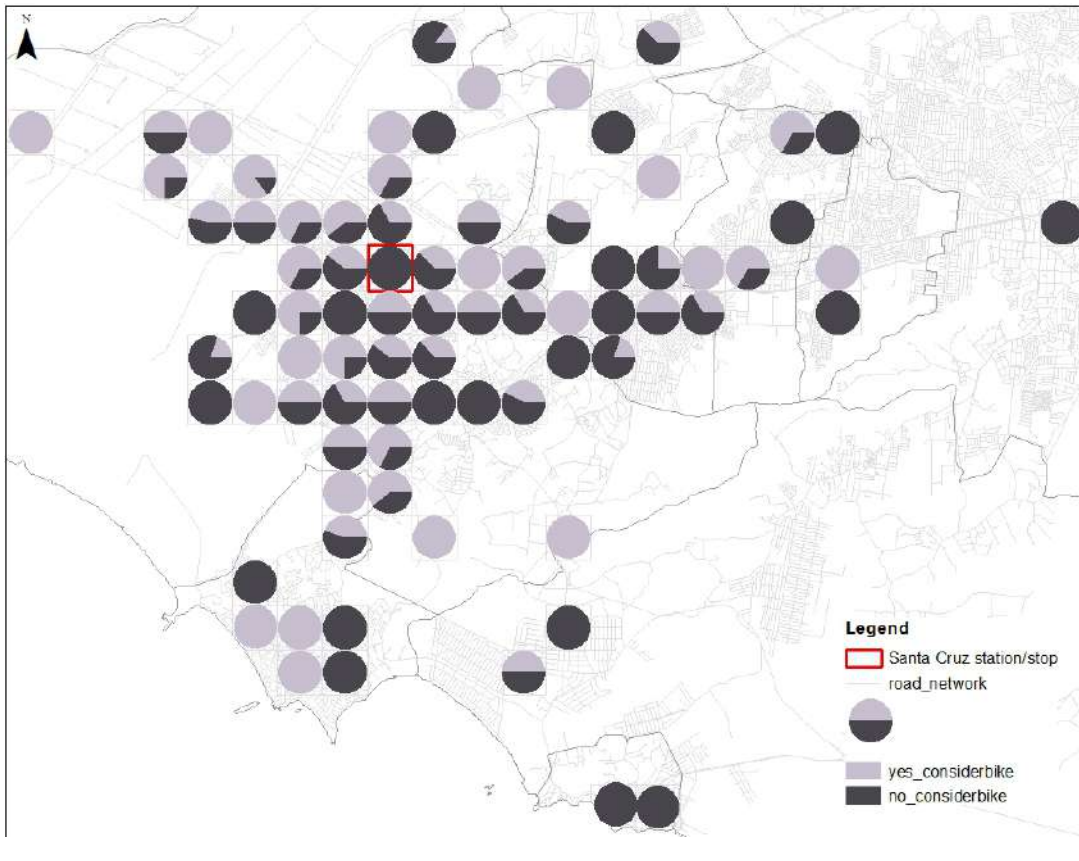 N
Legend
Santa Cruz station/stop
road_network
yes_considerbike
no_considerbike